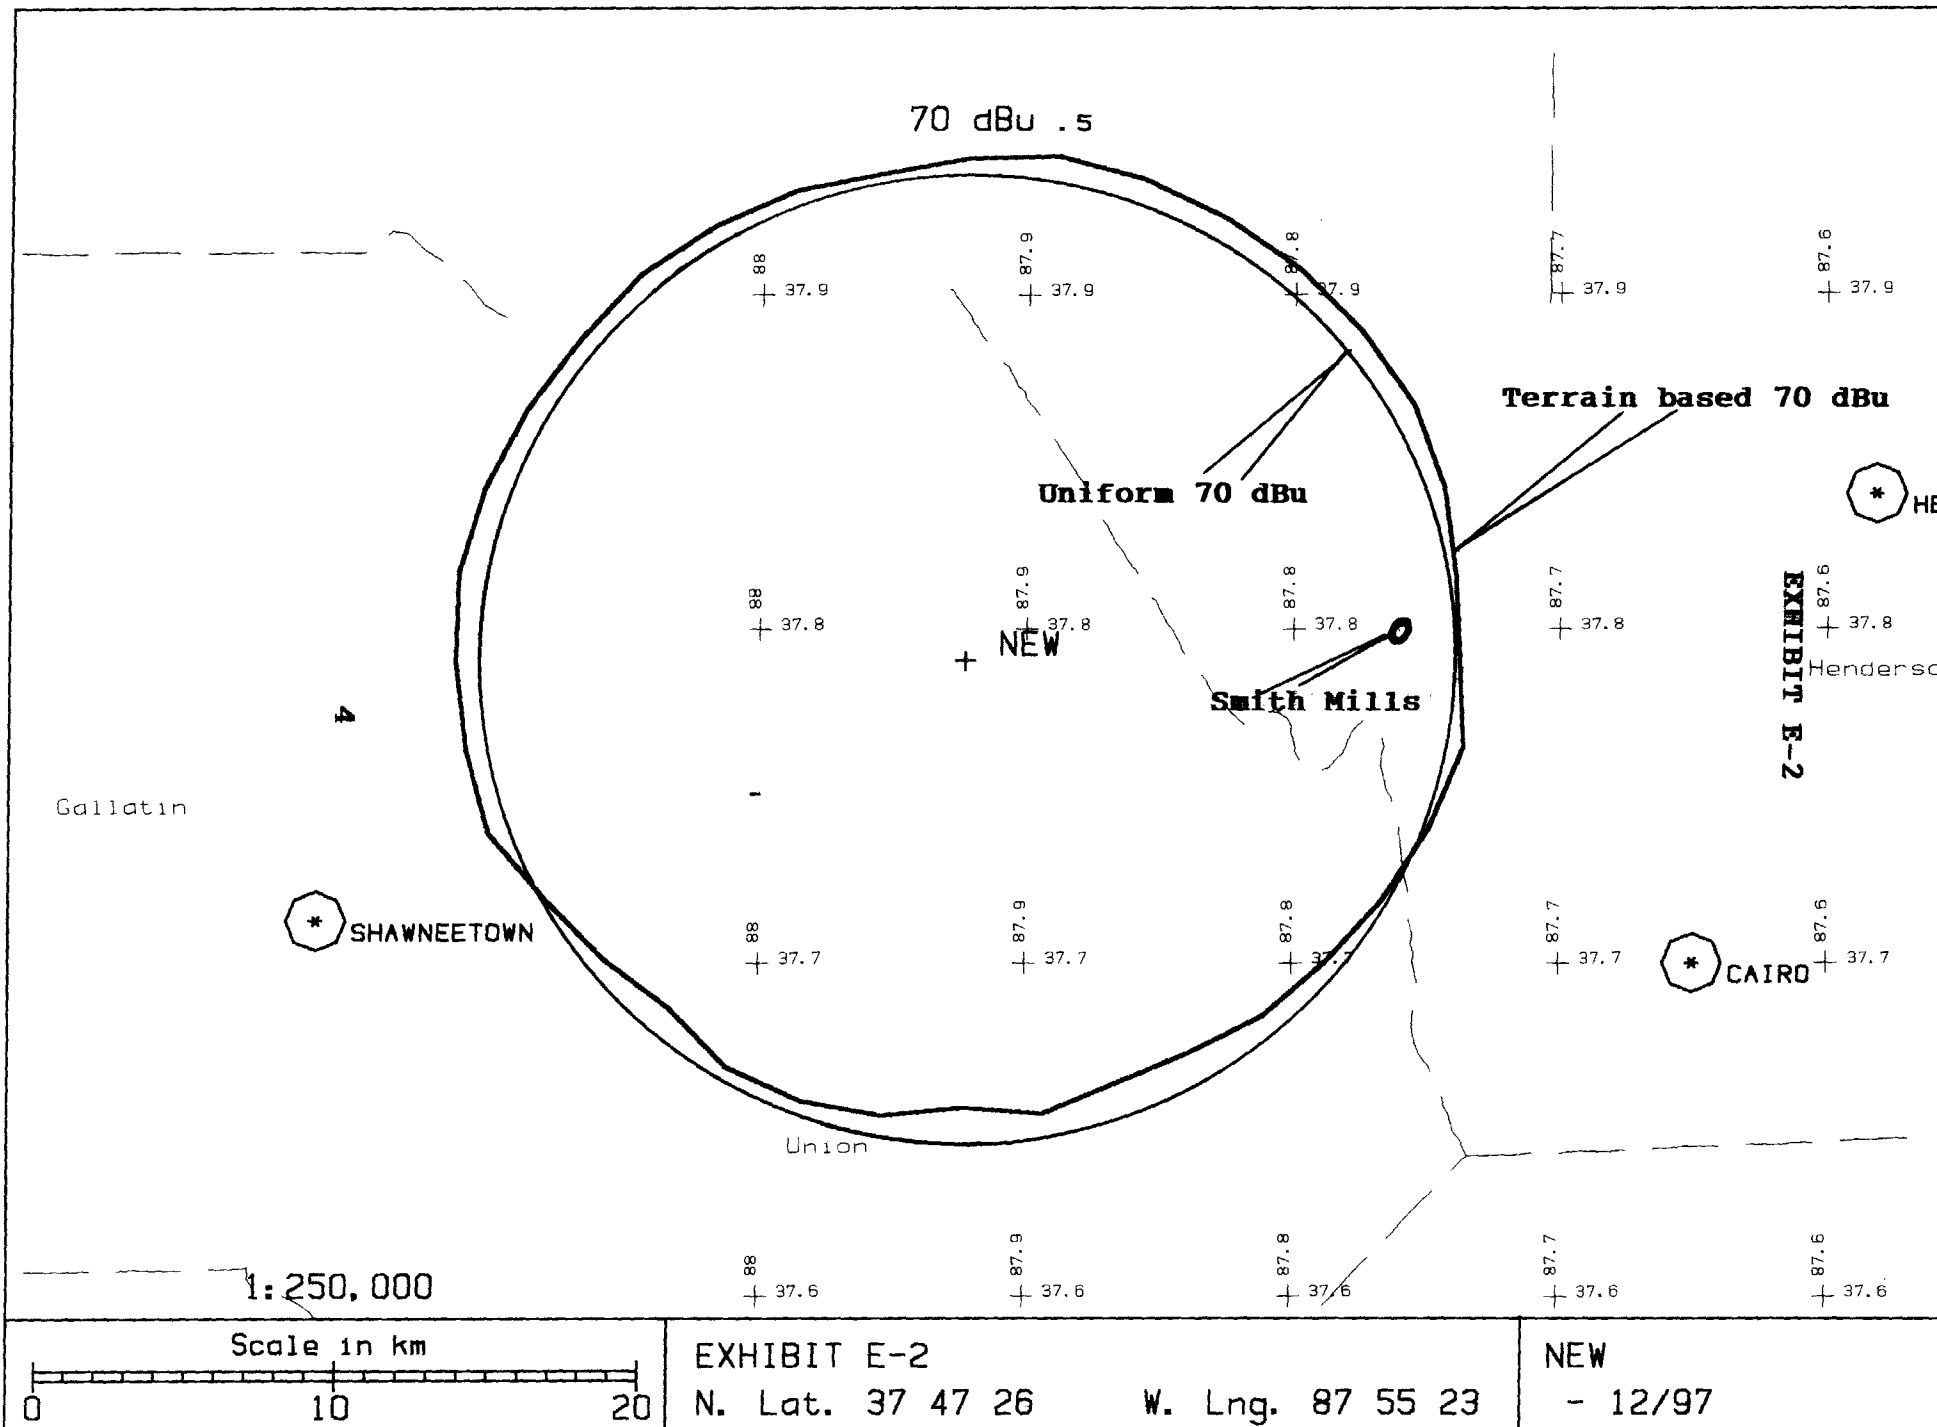 70 dBu .s
88
37.9
87.9
37.9
87.8
37.9
87.7
37.9
87.6
37.9
Terrain based 70 dBu
Uniform 70 dBu
HE
88
37.8
87.9
37.8
87.8
37.8
87.7
37.8
87.6
37.8
NEW
EXHIBIT E-2
Henderso
Smith Mills
4
Gallatin
SHAWNEETOWN
88
37.7
87.9
37.7
87.8
37.7
87.7
37.7
87.6
37.7
CAIRO
Union
88
37.6
87.9
37.6
87.8
37.6
87.7
37.6
87.6
37.6
1:250,000
Scale in km
0 10 20
EXHIBIT E-2
N. Lat. 37 47 26 W. Lng. 87 55 23
NEW
- 12/97